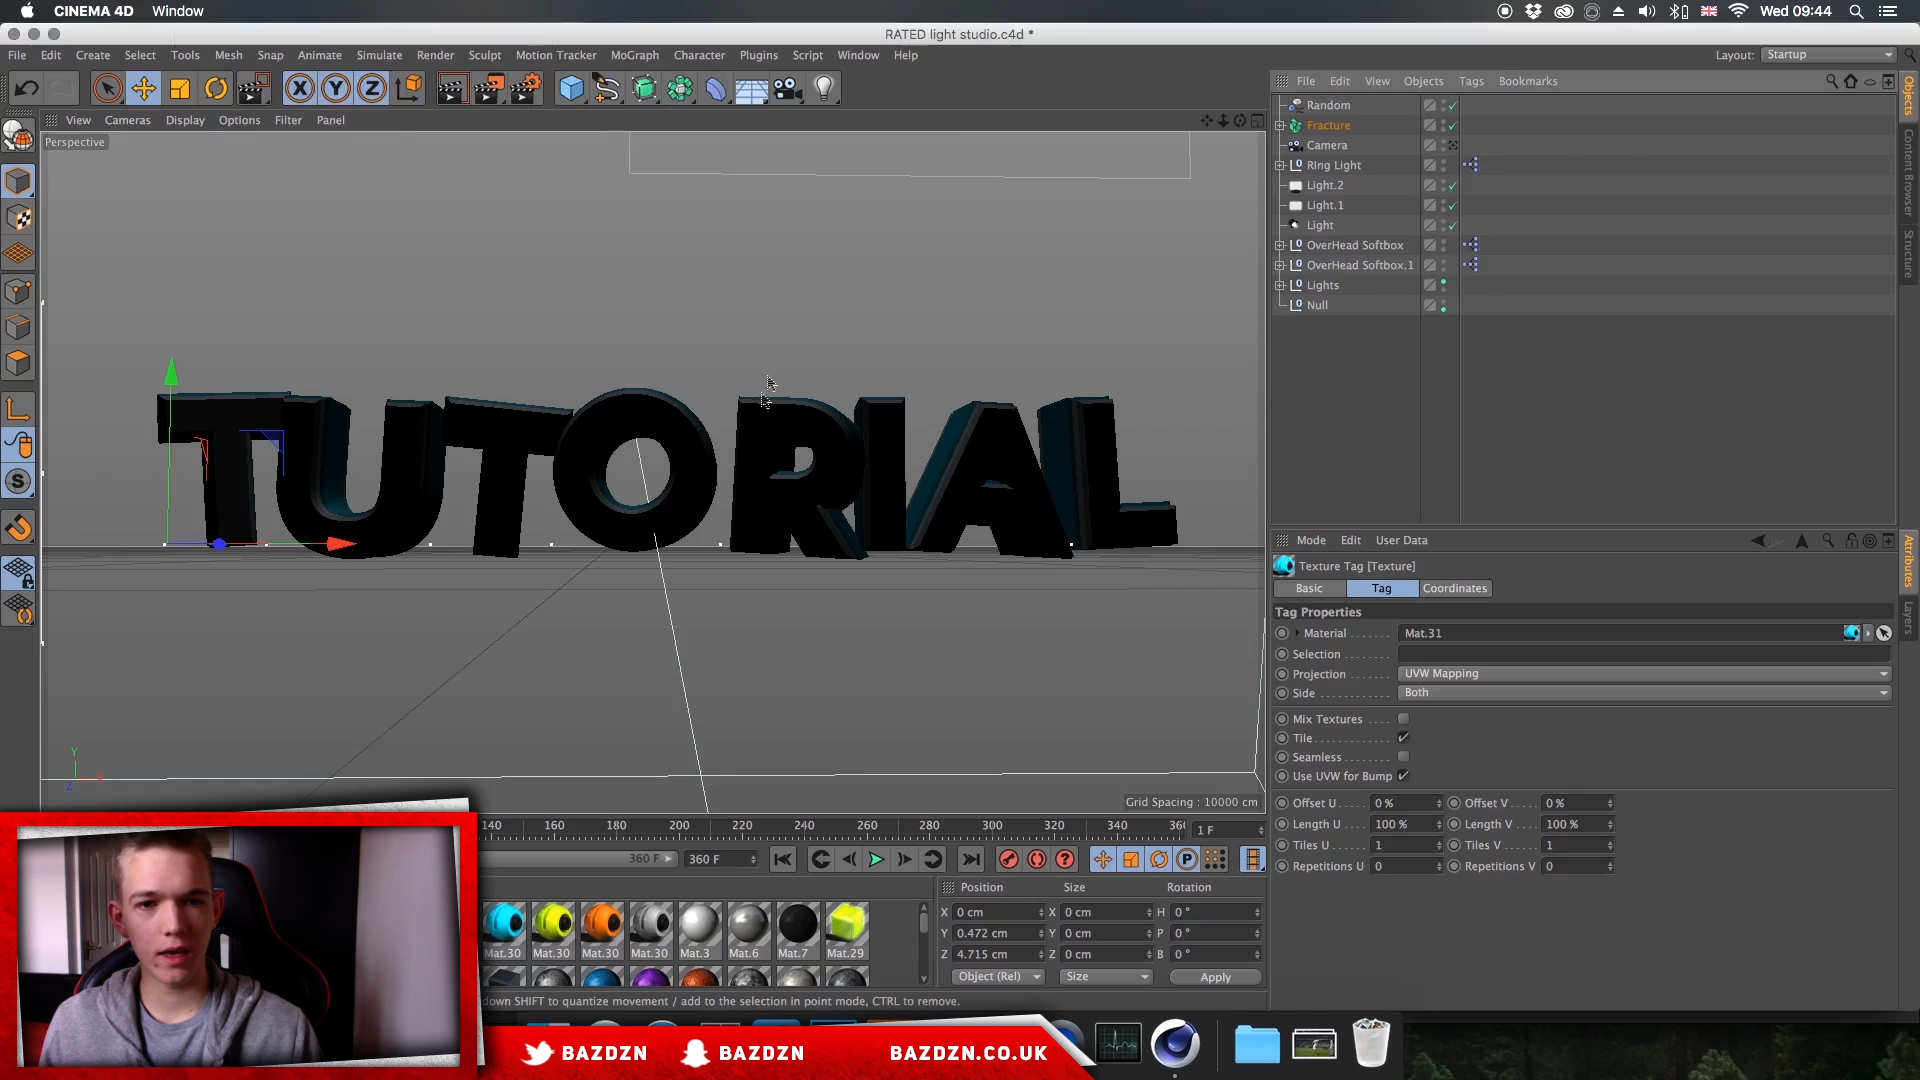 CINEMA 4D Window Wed 09:44
RATED light studio.c4d *
File Edit Create Select Tools Mesh Snap Animate Simulate Render Sculpt Motion Tracker MoGraph Character Plugins Script Window Help Layout: Startup
File Edit View Objects Tags Bookmarks
View Cameras Display Options Filter Panel
Perspective
Random
Fracture
Camera
RIng Light
Light.2
Light.1
Light
OverHead Softbox
OverHead Softbox.1
Lights
Null
Objects
Content Browser
Structure
TUTORIAL
Y
X
Z
Grid Spacing : 10000 cm
Mode Edit User Data
Attributes
Layers
Texture Tag [Texture]
Basic Tag Coordinates
Tag Properties
Material Mat.31
Selection
Projection UVW Mapping
Side Both
Mix Textures
Tile
Seamless
Use UVW for Bump
Offset U 0 % Offset V 0 %
Length U 100 % Length V 100 %
Tiles U 1 Tiles V 1
Repetitions U 0 Repetitions V 0
140 160 180 200 220 240 260 280 300 320 340 1 F
360 F 360 F
Position Size Rotation
X 0 cm X 0 cm H 0 °
Y 0.472 cm Y 0 cm P 0 °
Z 4.715 cm Z 0 cm B 0 °
Object (Rel) Size Apply
Mat.30 Mat.30 Mat.30 Mat.30 Mat.3 Mat.6 Mat.7 Mat.29
down SHIFT to quantize movement / add to the selection in point mode, CTRL to remove.
BAZDZN BAZDZN BAZDZN.CO.UK